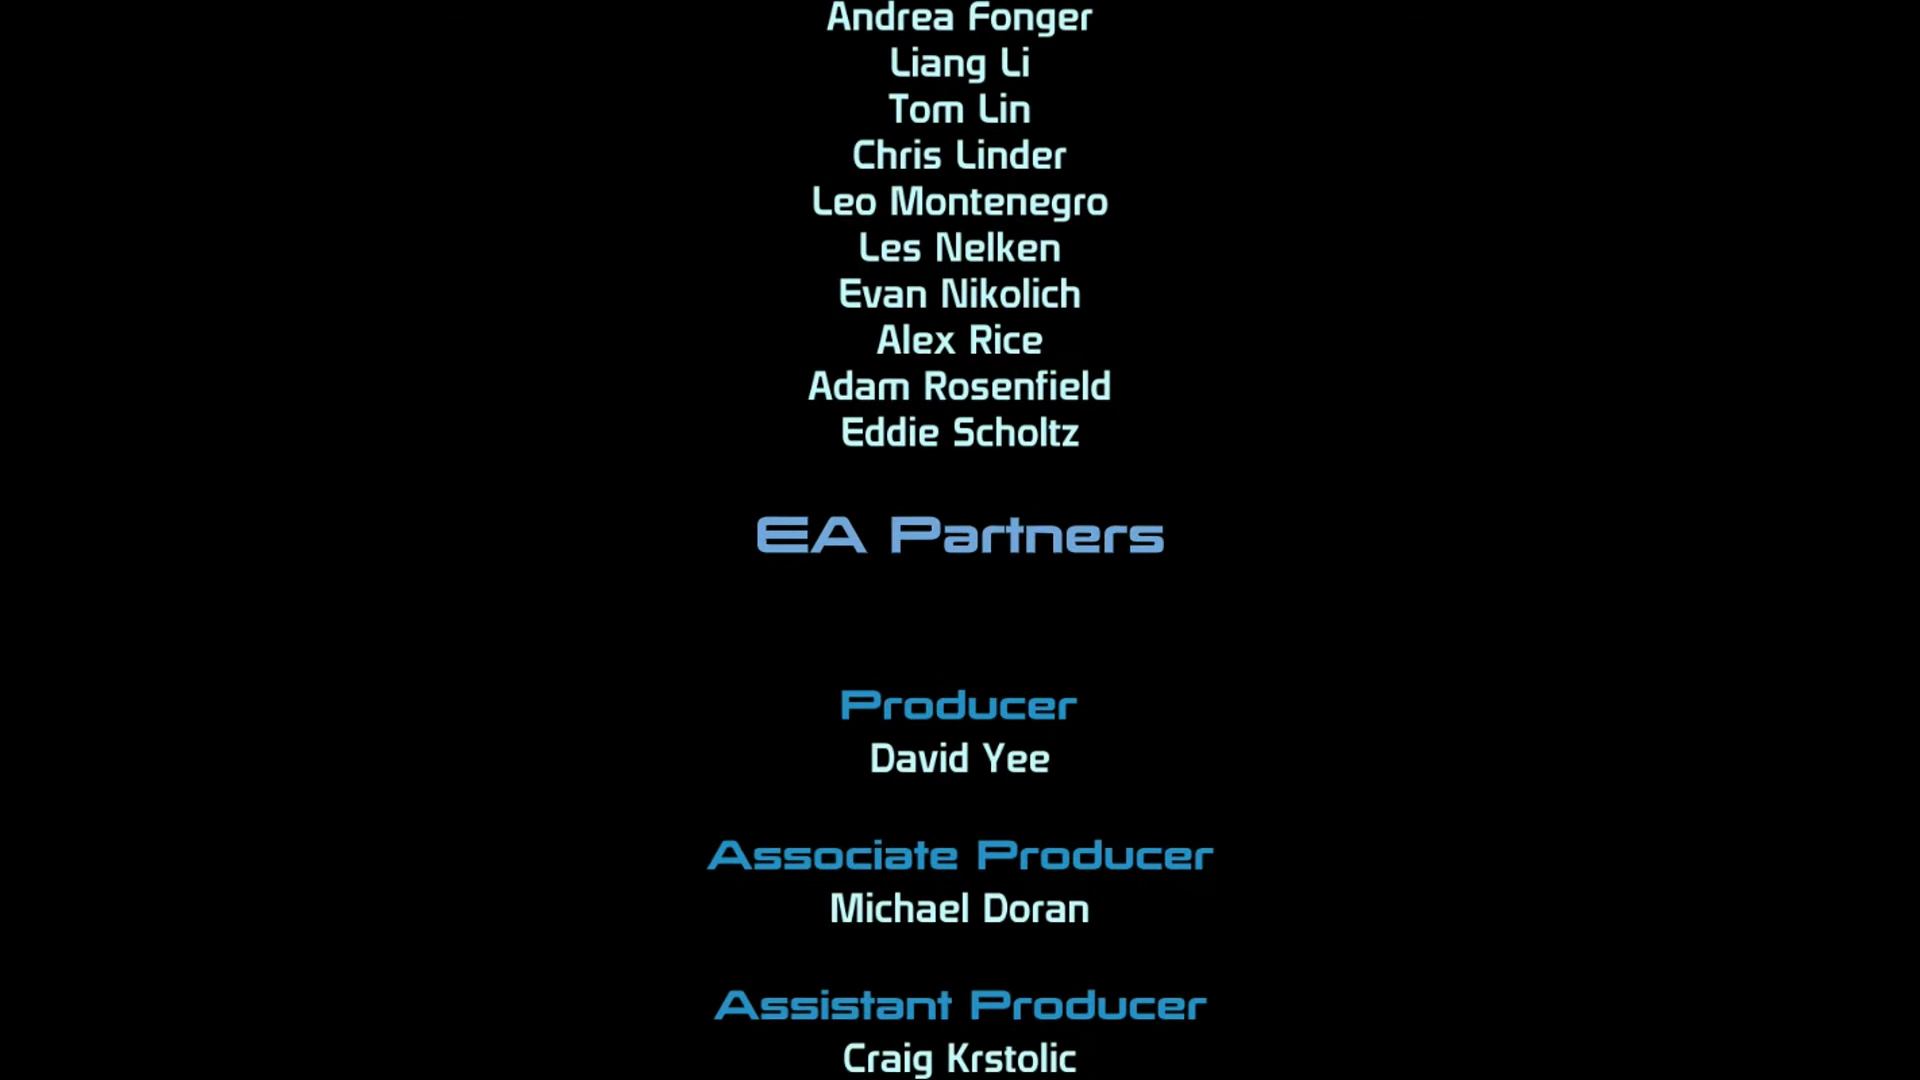 Andrea Fonger
Liang Li
Tom Lin
Chris Linder
Leo Montenegro
Les Nelken
Evan Nikolich
Alex Rice
Adam Rosenfield
Eddie Scholtz
EA Partners
Producer
David Yee
Associate Producer
Michael Doran
Assistant Producer
Craig Krstolic